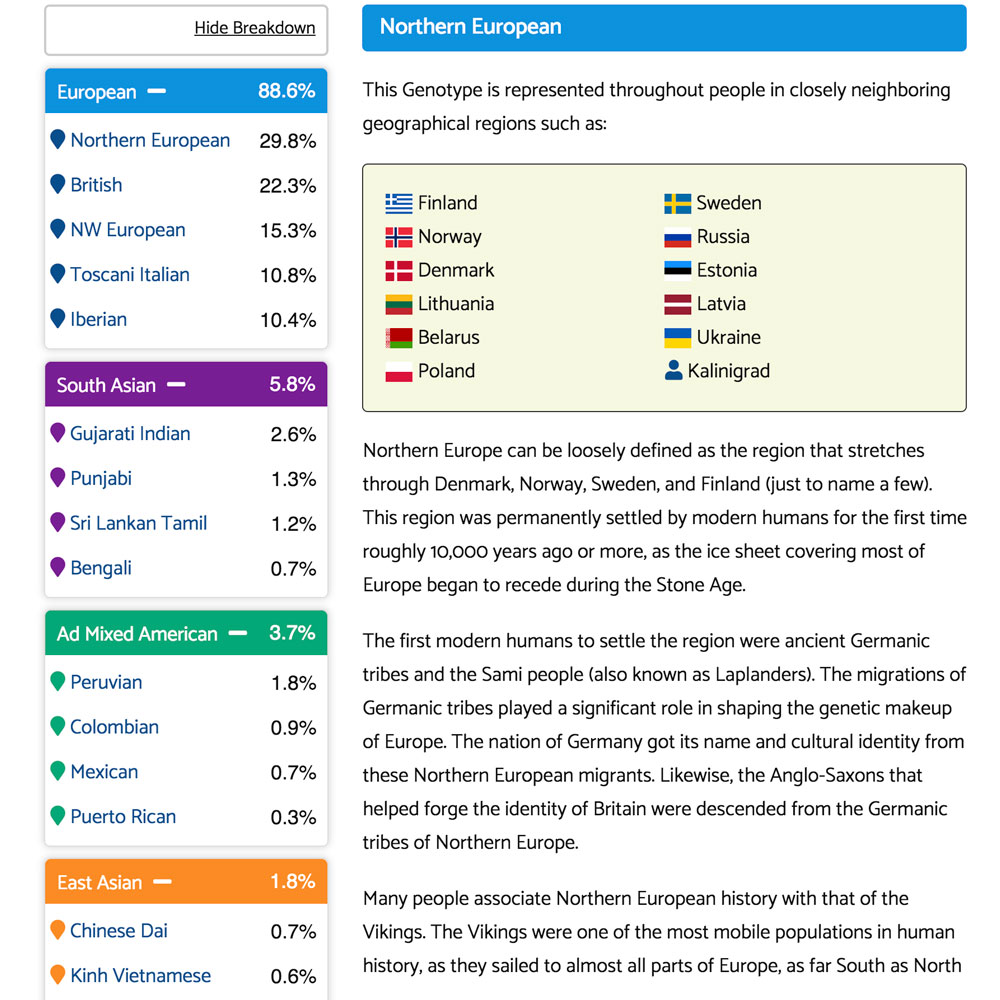 Hide Breakdown
European 88.6%
Northern European 29.8%
British 22.3%
NW European 15.3%
Toscani Italian 10.8%
Iberian 10.4%
South Asian 5.8%
Gujarati Indian 2.6%
Punjabi 1.3%
Sri Lankan Tamil 1.2%
Bengali 0.7%
Ad Mixed American 3.7%
Peruvian 1.8%
Colombian 0.9%
Mexican 0.7%
Puerto Rican 0.3%
East Asian 1.8%
Chinese Dai 0.7%
Kinh Vietnamese 0.6%
Northern European
This Genotype is represented throughout people in closely neighboring
geographical regions such as:
Finland
Norway
Denmark
Lithuania
Belarus
Poland
Sweden
Russia
Estonia
Latvia
Ukraine
Kalinigrad
Northern Europe can be loosely defined as the region that stretches
through Denmark, Norway, Sweden, and Finland (just to name a few).
This region was permanently settled by modern humans for the first time
roughly 10,000 years ago or more, as the ice sheet covering most of
Europe began to recede during the Stone Age.
The first modern humans to settle the region were ancient Germanic
tribes and the Sami people (also known as Laplanders). The migrations of
Germanic tribes played a significant role in shaping the genetic makeup
of Europe. The nation of Germany got its name and cultural identity from
these Northern European migrants. Likewise, the Anglo-Saxons that
helped forge the identity of Britain were descended from the Germanic
tribes of Northern Europe.
Many people associate Northern European history with that of the
Vikings. The Vikings were one of the most mobile populations in human
history, as they sailed to almost all parts of Europe, as far South as North